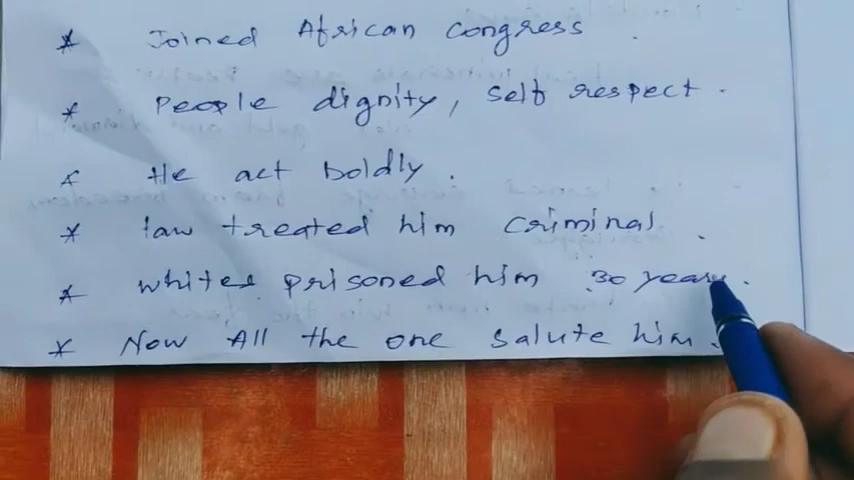 * Joined African Congress .
* People dignity, Self respect .
* He act boldly .
* law treated him Criminal .
* Whites prisoned him 30 years .
* Now All the one Salute him .